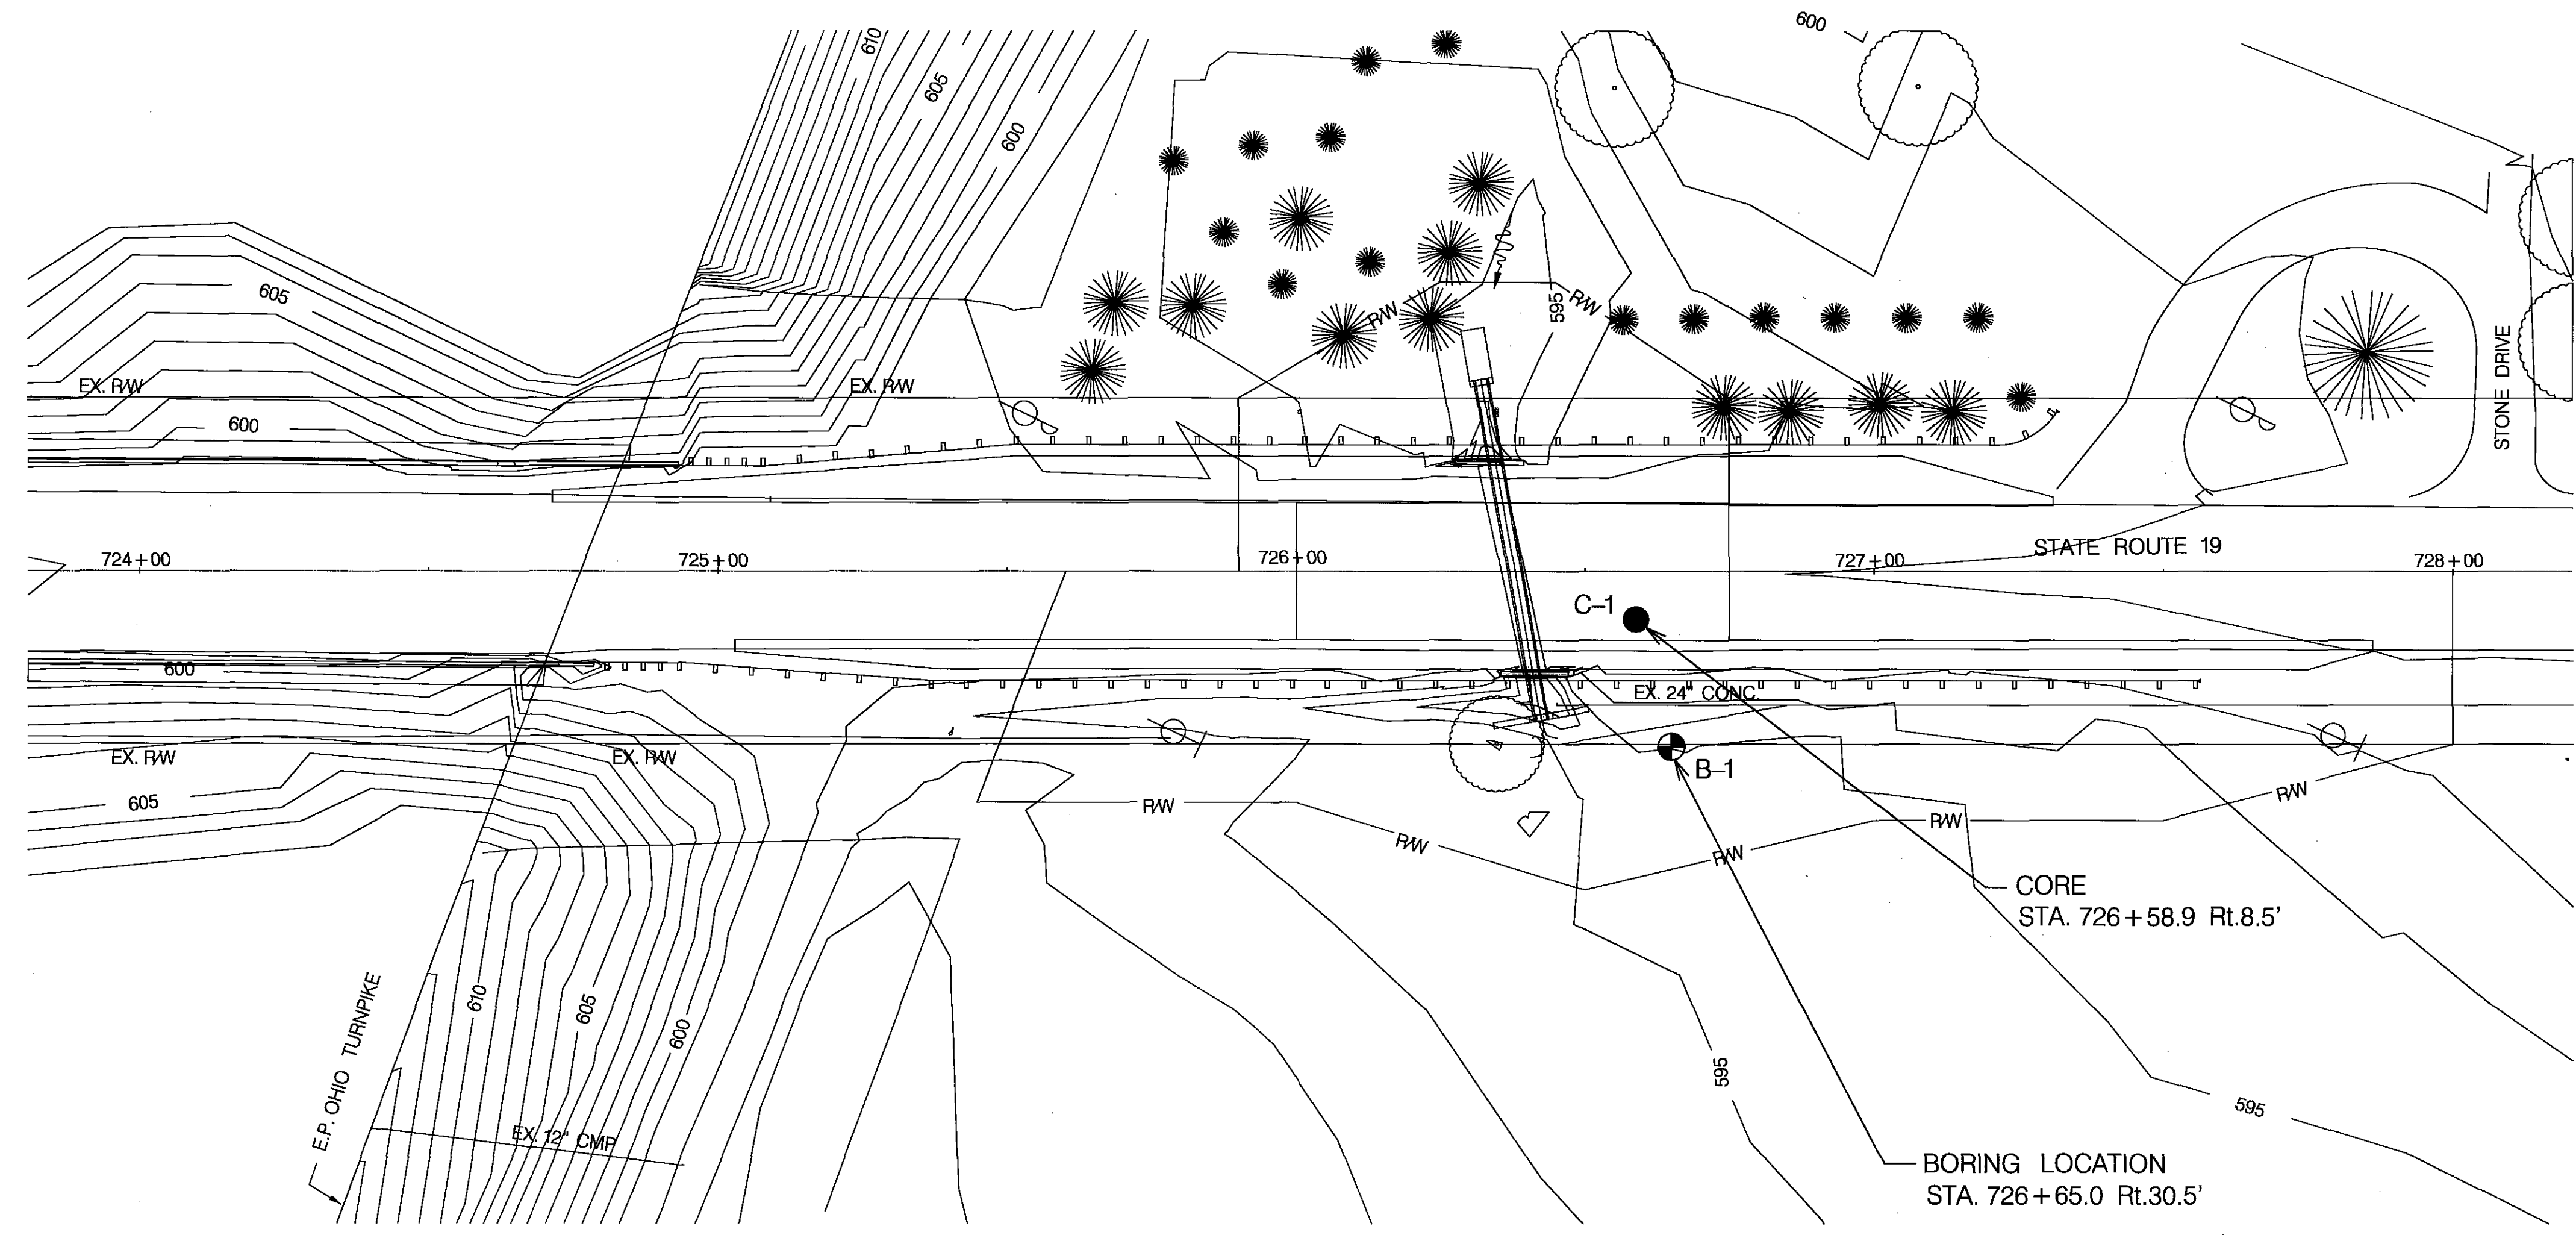 600
610
605
600
605
595
R/W
R/W
EX. R/W
EX. R/W
STONE DRIVE
600
STATE ROUTE 19
724+00
725+00
726+00
727+00
728+00
C-1
600
EX. 24" CONC.
EX. R/W
EX. R/W
B-1
605
R/W
R/W
R/W
R/W
R/W
CORE
STA. 726+58.9 Rt.8.5'
610
605
600
595
595
E.P. OHIO TURNPIKE
EX. 12" CMP
BORING LOCATION
STA. 726+65.0 Rt.30.5'